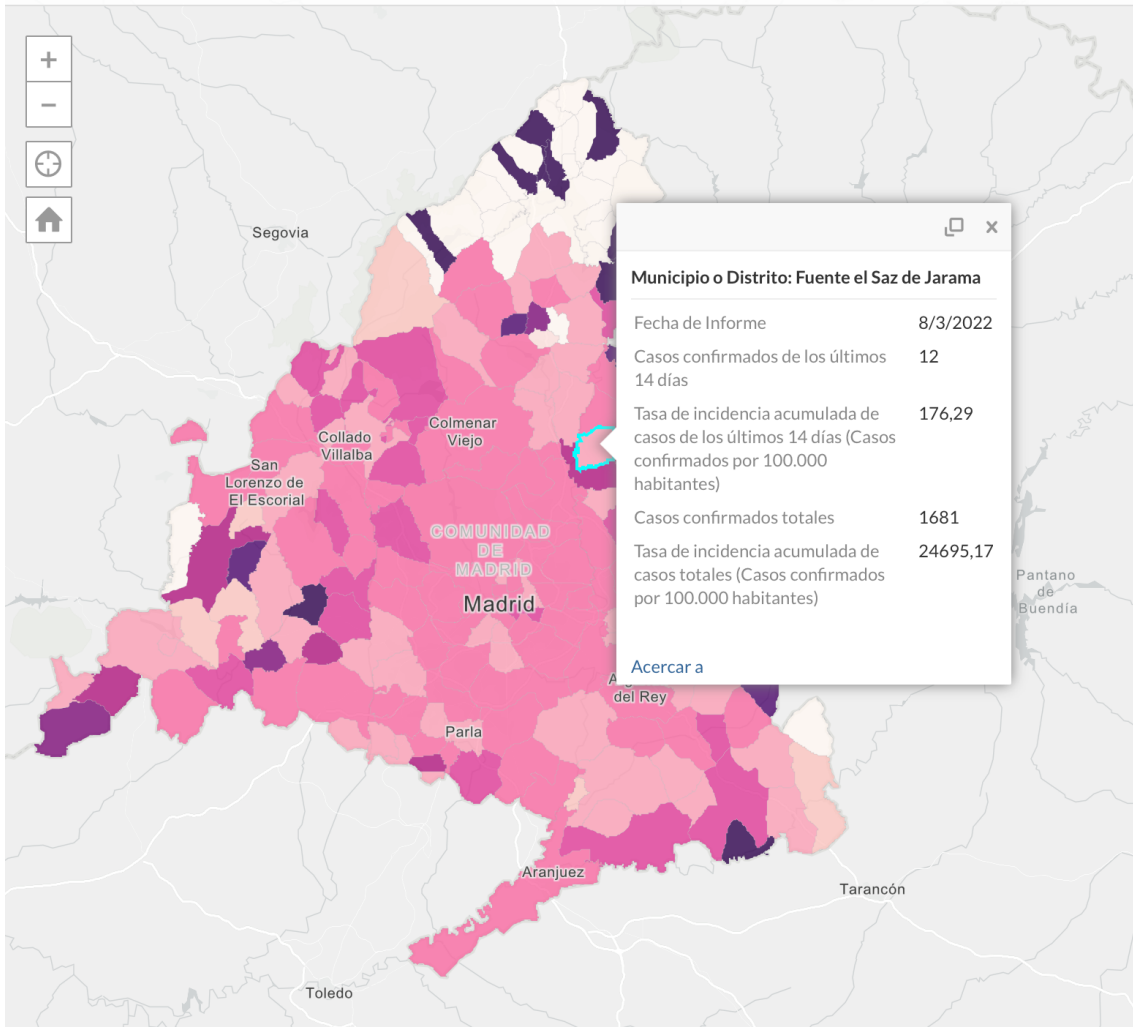 +
−
Segovia
Municipio o Distrito: Fuente el Saz de Jarama
Fecha de Informe 8/3/2022
Casos confirmados de los últimos 12
14 días
Tasa de incidencia acumulada de 176,29
casos de los últimos 14 días (Casos
confirmados por 100.000
habitantes)
Casos confirmados totales 1681
Tasa de incidencia acumulada de 24695,17
casos totales (Casos confirmados
por 100.000 habitantes)
Acercar a
Colmenar
Viejo
Collado
Villalba
San
Lorenzo de
El Escorial
COMUNIDAD
DE
MADRID
Madrid
Pantano
de
Buendía
del Rey
Parla
Aranjuez
Tarancón
Toledo